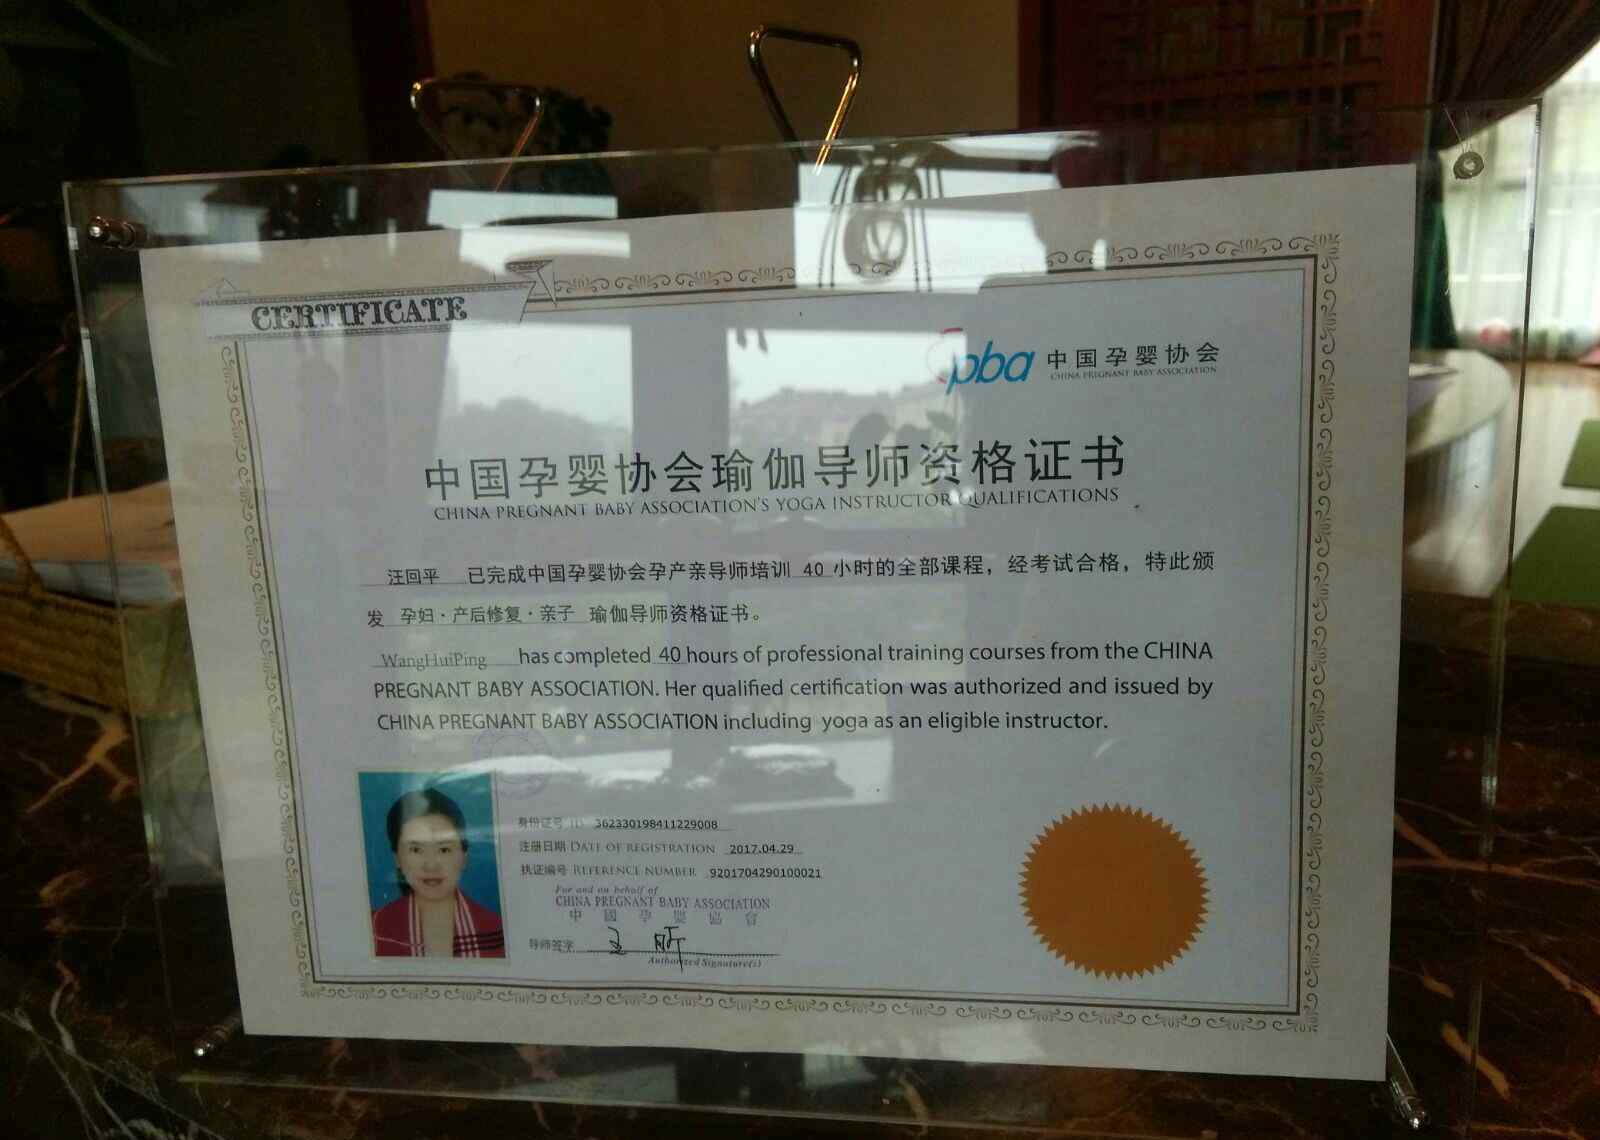 CERTIFICATE
pba 中国孕婴协会
CHINA PREGNANT BABY ASSOCIATION
中国孕婴协会瑜伽导师资格证书
CHINA PREGNANT BABY ASSOCIATION'S YOGA INSTRUCTOR QUALIFICATIONS
汪回平 已完成中国孕婴协会孕产亲导师培训 40 小时的全部课程，经考试合格，特此颁
发 孕妇·产后修复·亲子 瑜伽导师资格证书。
WangHuiPing has completed 40 hours of professional training courses from the CHINA
PREGNANT BABY ASSOCIATION. Her qualified certification was authorized and issued by
CHINA PREGNANT BABY ASSOCIATION including yoga as an eligible instructor.
身份证号 ID 362330198411229008
注册日期 DATE OF REGISTRATION 2017.04.29
执证编号 REFERENCE NUMBER 9201704290100021
For and on behalf of
CHINA PREGNANT BABY ASSOCIATION
中國孕嬰協會
导师签字
Authorized Signature(s)